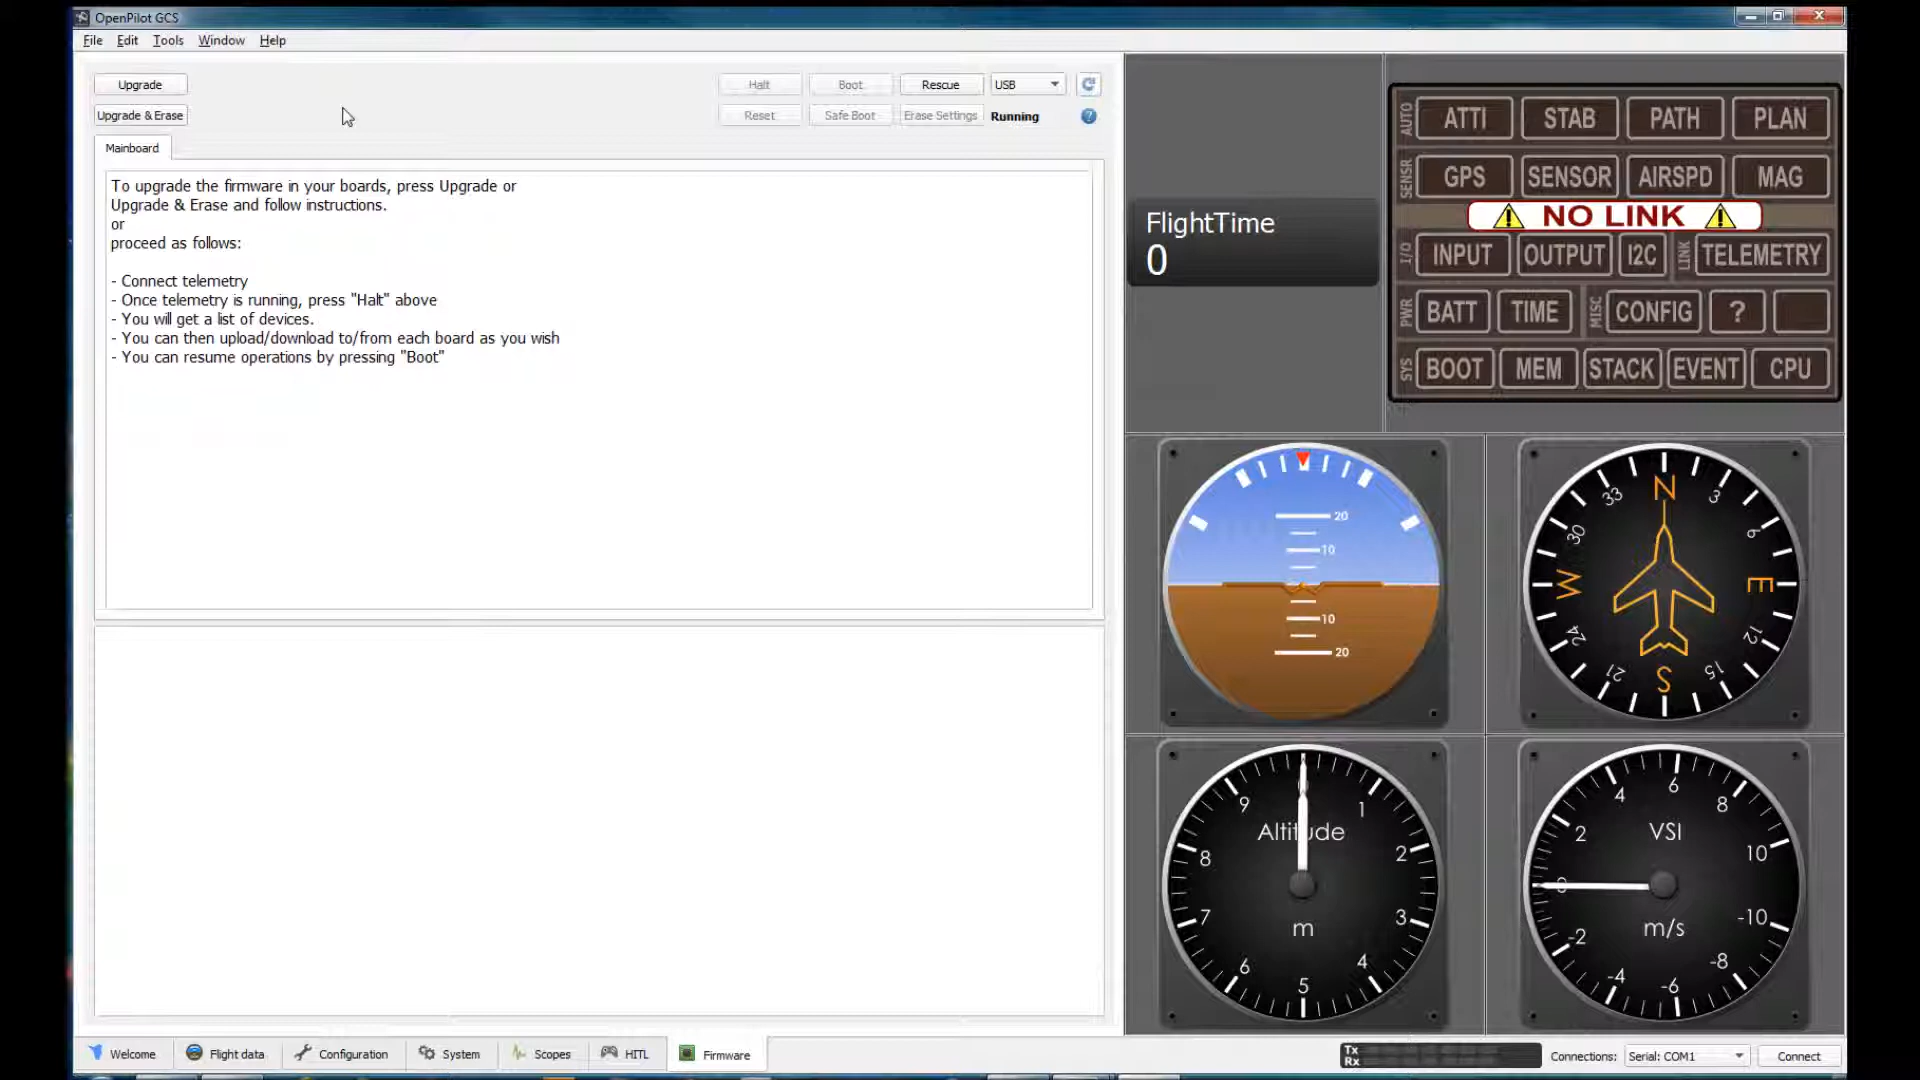 OpenPilot GCS
File Edit Tools Window Help
Upgrade Halt Boot Rescue USB
Upgrade & Erase Reset Safe Boot Erase Settings Running ?
Mainboard
To upgrade the firmware in your boards, press Upgrade or
Upgrade & Erase and follow instructions.
or
proceed as follows:
- Connect telemetry
- Once telemetry is running, press "Halt" above
- You will get a list of devices.
- You can then upload/download to/from each board as you wish
- You can resume operations by pressing "Boot"
FlightTime
0
AUTO ATTI STAB PATH PLAN
SENSR GPS SENSOR AIRSPD MAG
NO LINK
I/O INPUT OUTPUT I2C LINK TELEMETRY
PWR BATT TIME MISC CONFIG ?
SYS BOOT MEM STACK EVENT CPU
20
10
10
20
N 3 6 E 12 15 S 21 24 W 30 33
Altitude
m
0 1 2 3 4 5 6 7 8 9
VSI
m/s
0 2 4 6 8 10 -10 -8 -6 -4 -2
Welcome Flight data Configuration System Scopes HITL Firmware
Tx
Rx
Connections: Serial: COM1 Connect